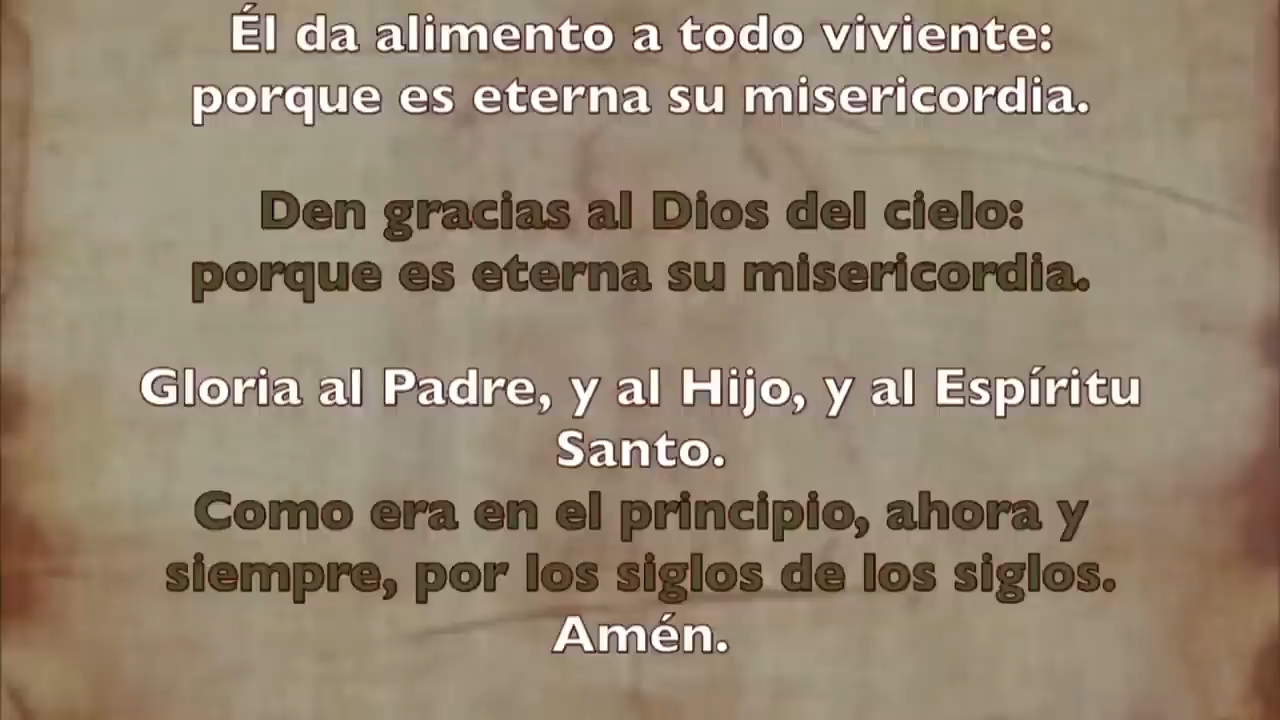 Él da alimento a todo viviente:
porque es eterna su misericordia.
Den gracias al Dios del cielo:
porque es eterna su misericordia.
Gloria al Padre, y al Hijo, y al Espíritu
Santo.
Como era en el principio, ahora y
siempre, por los siglos de los siglos.
Amén.